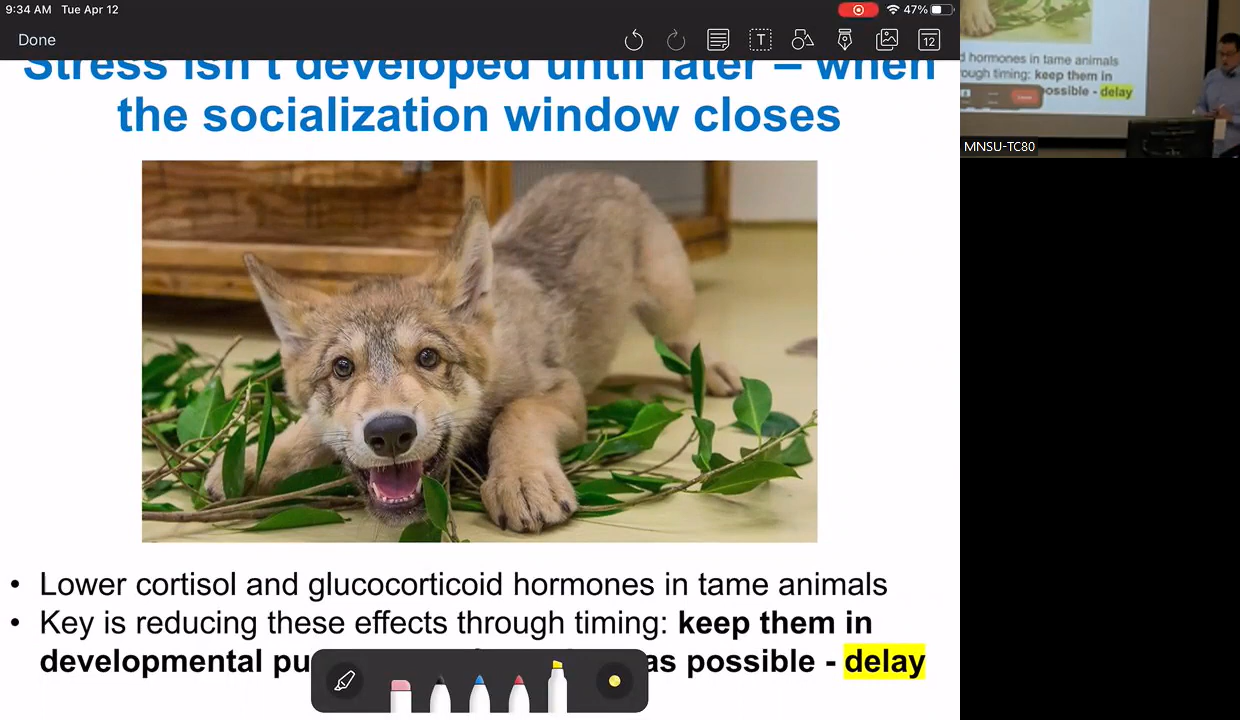 9:34 AM Tue Apr 12
47%
Done
T
12
Stress isn't developed until later – when
the socialization window closes
• Lower cortisol and glucocorticoid hormones in tame animals
• Key is reducing these effects through timing: keep them in
developmental as possible - delay
hormones in tame animals
ough timing: keep them in
possible - delay
MNSU-TC80